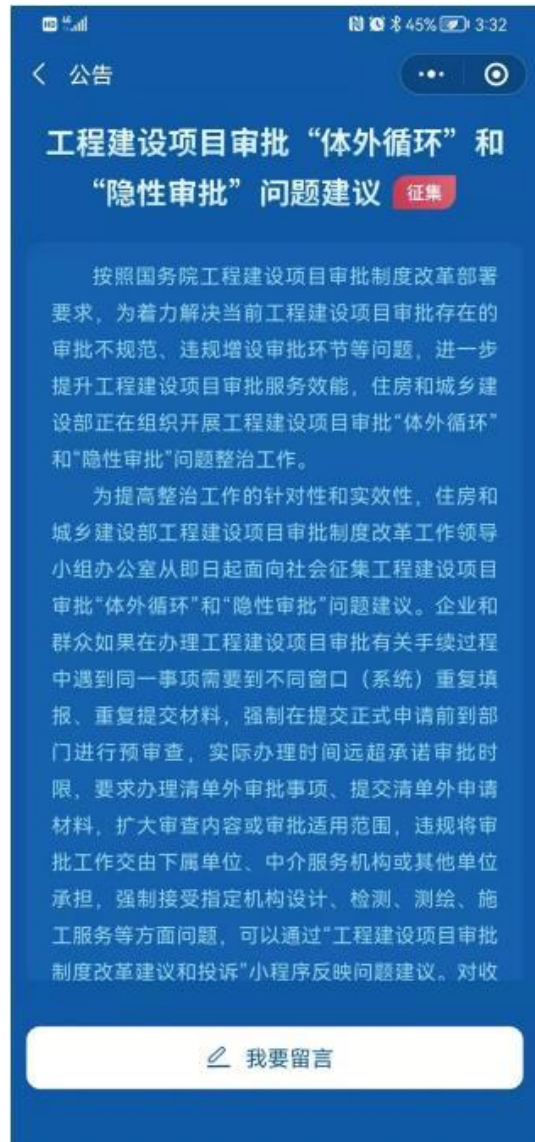 HD 4G 45% 3:32
公告
工程建设项目审批“体外循环”和
“隐性审批”问题建议 征集
按照国务院工程建设项目审批制度改革部署
要求，为着力解决当前工程建设项目审批存在的
审批不规范、违规增设审批环节等问题，进一步
提升工程建设项目审批服务效能，住房和城乡建
设部正在组织开展工程建设项目审批“体外循环”
和“隐性审批”问题整治工作。
为提高整治工作的针对性和实效性，住房和
城乡建设部工程建设项目审批制度改革工作领导
小组办公室从即日起面向社会征集工程建设项目
审批“体外循环”和“隐性审批”问题建议。企业和
群众如果在办理工程建设项目审批有关手续过程
中遇到同一事项需要到不同窗口（系统）重复填
报、重复提交材料，强制在提交正式申请前到部
门进行预审查，实际办理时间远超承诺审批时
限，要求办理清单外审批事项、提交清单外申请
材料，扩大审查内容或审批适用范围，违规将审
批工作交由下属单位、中介服务机构或其他单位
承担，强制接受指定机构设计、检测、测绘、施
工服务等方面问题，可以通过“工程建设项目审批
制度改革建议和投诉”小程序反映问题建议。对收
我要留言